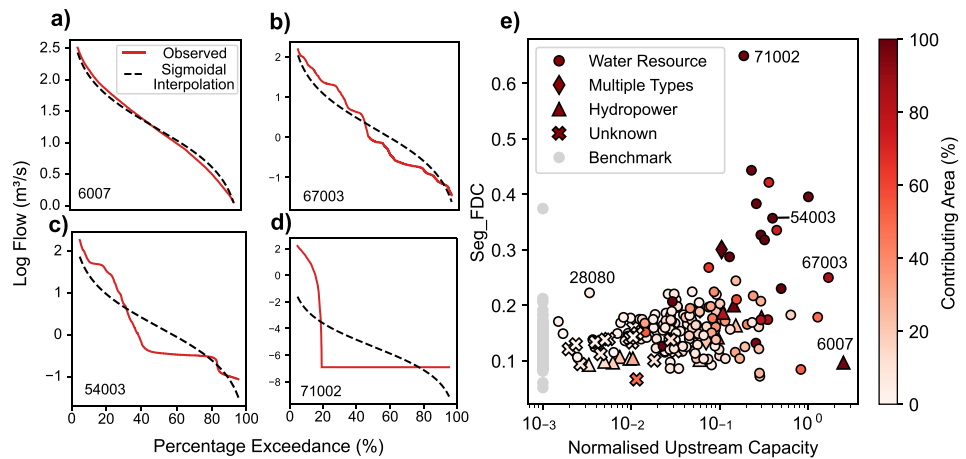 a)
2.5
2.0
1.5
1.0
0.5
0.0
Observed
Sigmoidal
Interpolation
6007
b)
2
0
−2
−4
67003
c)
2
1
0
−1
54003
0 20 40 60 80 100
d)
2
0
−2
−4
−6
−8
71002
0 20 40 60 80 100
Log Flow (m³/s)
Percentage Exceedance (%)
e)
Seg_FDC
0.6
0.5
0.4
0.3
0.2
0.1
Water Resource
Multiple Types
Hydropower
Unknown
Benchmark
71002
54003
67003
28080
6007
10⁻³ 10⁻² 10⁻¹ 10⁰
Normalised Upstream Capacity
100
80
60
40
20
0
Contributing Area (%)